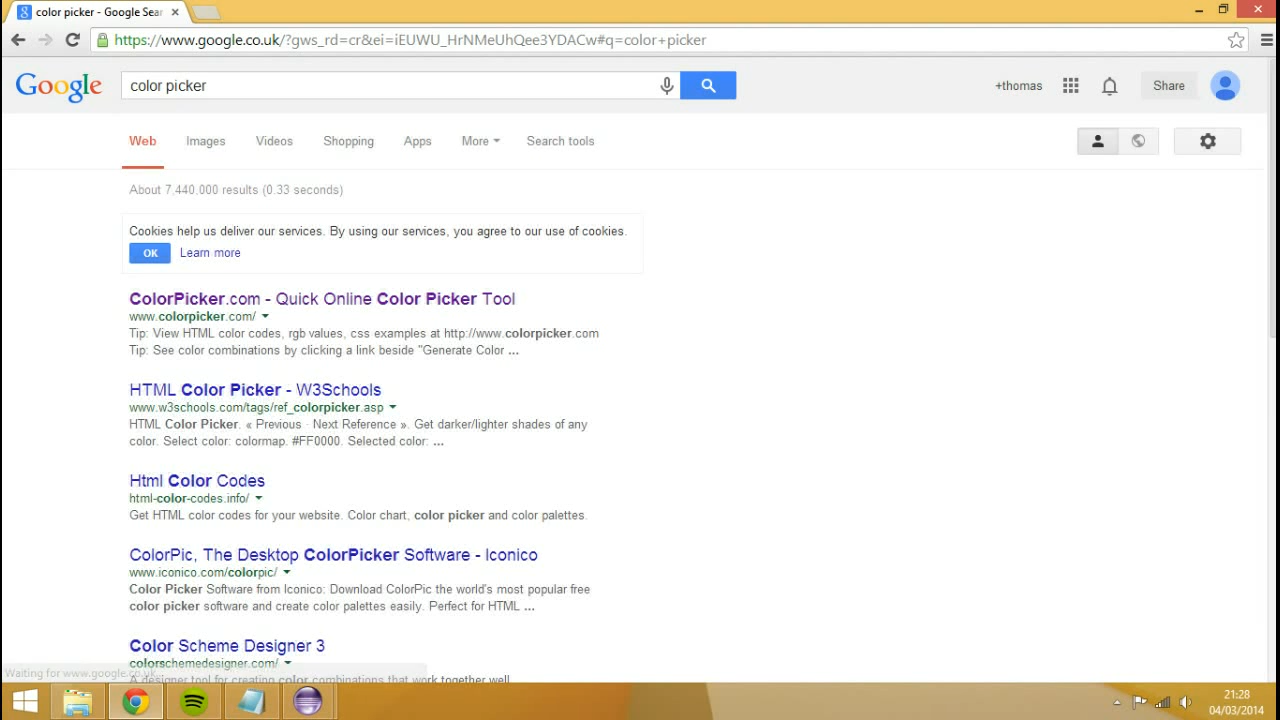 color picker - Google Sear
https://www.google.co.uk/?gws_rd=cr&ei=iEUWU_HrNMeUhQee3YDACw#q=color+picker
Google
color picker
+thomas
Share
Web Images Videos Shopping Apps More Search tools
About 7,440,000 results (0.33 seconds)
Cookies help us deliver our services. By using our services, you agree to our use of cookies.
OK Learn more
ColorPicker.com - Quick Online Color Picker Tool
www.colorpicker.com/
Tip: View HTML color codes, rgb values, css examples at http://www.colorpicker.com
Tip: See color combinations by clicking a link beside "Generate Color ...
HTML Color Picker - W3Schools
www.w3schools.com/tags/ref_colorpicker.asp
HTML Color Picker. « Previous · Next Reference ». Get darker/lighter shades of any
color. Select color: colormap. #FF0000. Selected color: ...
Html Color Codes
html-color-codes.info/
Get HTML color codes for your website. Color chart, color picker and color palettes.
ColorPic, The Desktop ColorPicker Software - Iconico
www.iconico.com/colorpic/
Color Picker Software from Iconico: Download ColorPic the world's most popular free
color picker software and create color palettes easily. Perfect for HTML ...
Color Scheme Designer 3
colorschemedesigner.com/
Waiting for www.google.co.uk...
A designer tool for creating color combinations that work together well
21:28
04/03/2014